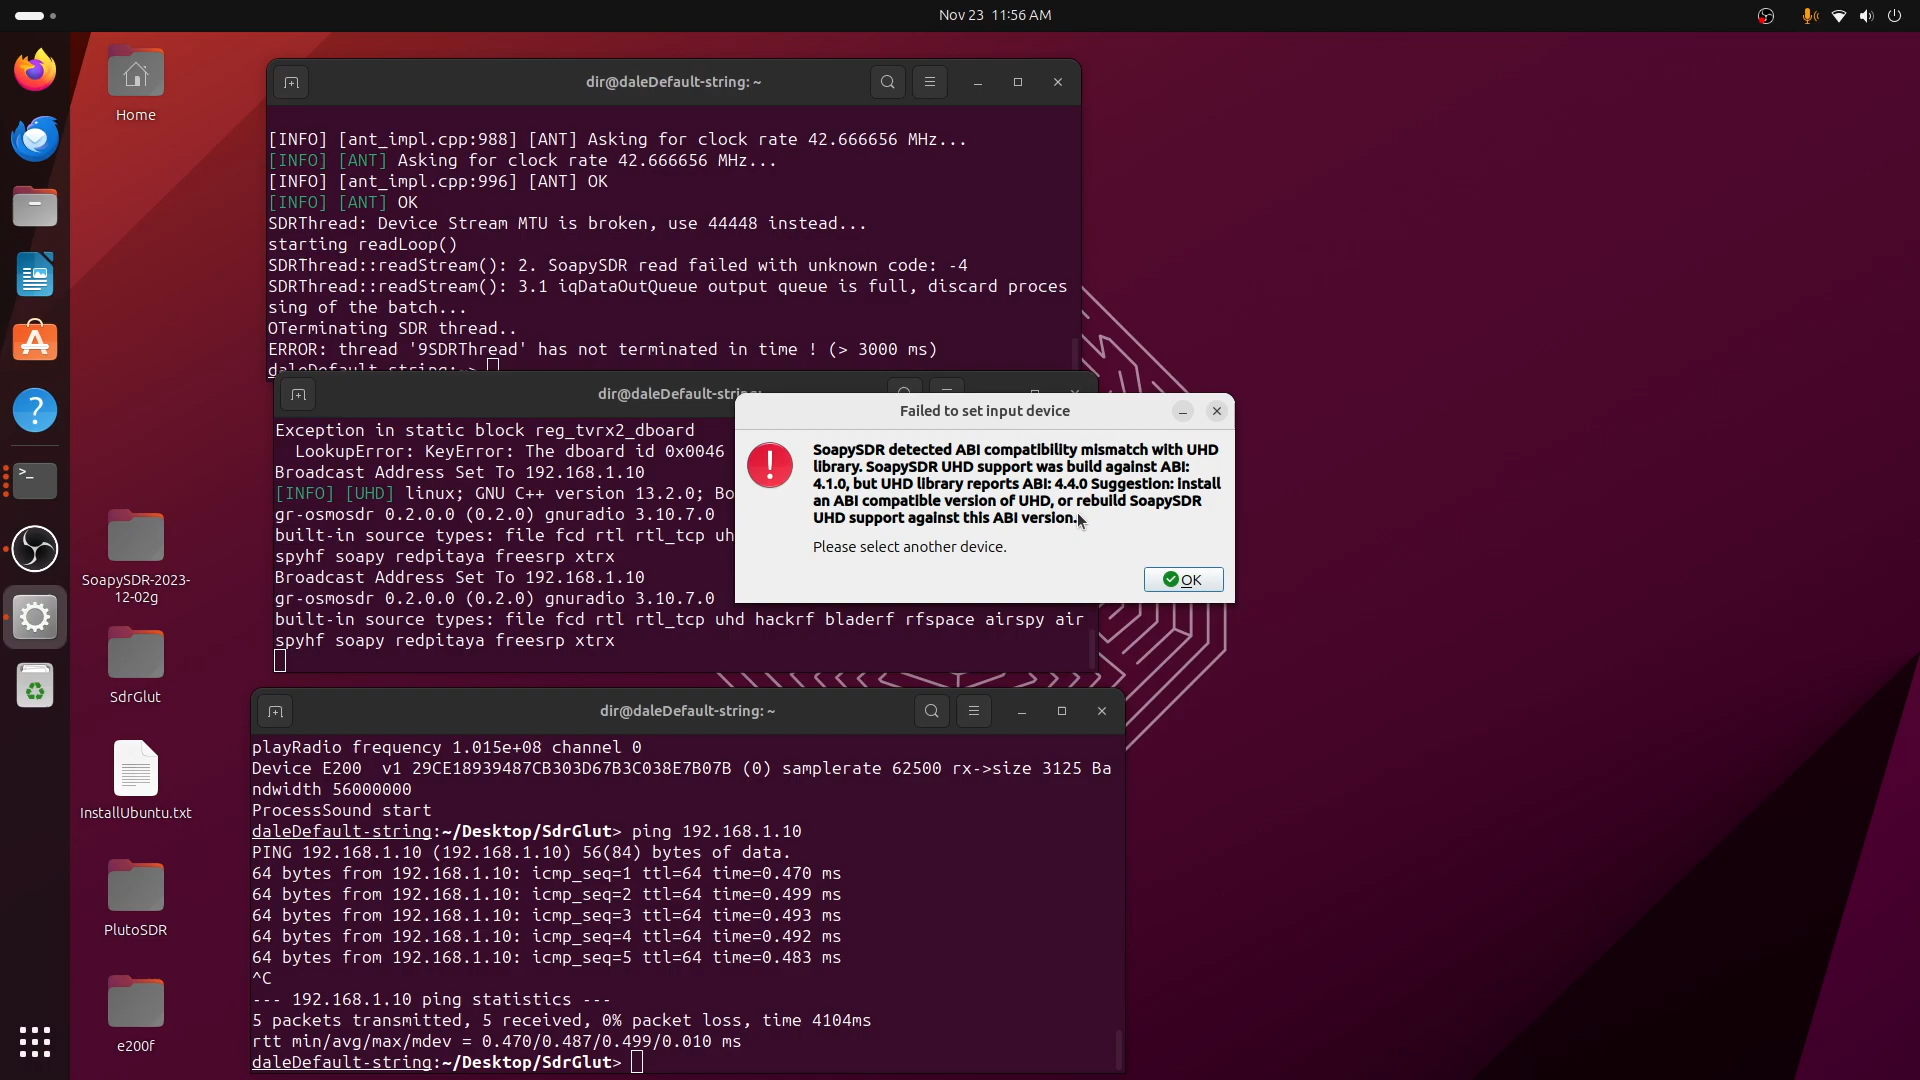 Nov 23 11:56 AM
Home
SoapySDR-2023-
12-02g
SdrGlut
InstallUbuntu.txt
PlutoSDR
e200f
dir@daleDefault-string: ~
[INFO] [ant_impl.cpp:988] [ANT] Asking for clock rate 42.666656 MHz...
[INFO] [ANT] Asking for clock rate 42.666656 MHz...
[INFO] [ant_impl.cpp:996] [ANT] OK
[INFO] [ANT] OK
SDRThread: Device Stream MTU is broken, use 44448 instead...
starting readLoop()
SDRThread::readStream(): 2. SoapySDR read failed with unknown code: -4
SDRThread::readStream(): 3.1 iqDataOutQueue output queue is full, discard proces
sing of the batch...
OTerminating SDR thread..
ERROR: thread '9SDRThread' has not terminated in time ! (> 3000 ms)
daleDefault-string:~>
dir@daleDefault-string:
Exception in static block reg_tvrx2_dboard
LookupError: KeyError: The dboard id 0x0046
Broadcast Address Set To 192.168.1.10
[INFO] [UHD] linux; GNU C++ version 13.2.0; Bo
gr-osmosdr 0.2.0.0 (0.2.0) gnuradio 3.10.7.0
built-in source types: file fcd rtl rtl_tcp uh
spyhf soapy redpitaya freesrp xtrx
Broadcast Address Set To 192.168.1.10
gr-osmosdr 0.2.0.0 (0.2.0) gnuradio 3.10.7.0
built-in source types: file fcd rtl rtl_tcp uhd hackrf bladerf rfspace airspy air
spyhf soapy redpitaya freesrp xtrx
Failed to set input device
SoapySDR detected ABI compatibility mismatch with UHD
library. SoapySDR UHD support was build against ABI:
4.1.0, but UHD library reports ABI: 4.4.0 Suggestion: install
an ABI compatible version of UHD, or rebuild SoapySDR
UHD support against this ABI version.
Please select another device.
OK
dir@daleDefault-string: ~
playRadio frequency 1.015e+08 channel 0
Device E200  v1 29CE18939487CB303D67B3C038E7B07B (0) samplerate 62500 rx->size 3125 Ba
ndwidth 56000000
ProcessSound start
daleDefault-string:~/Desktop/SdrGlut> ping 192.168.1.10
PING 192.168.1.10 (192.168.1.10) 56(84) bytes of data.
64 bytes from 192.168.1.10: icmp_seq=1 ttl=64 time=0.470 ms
64 bytes from 192.168.1.10: icmp_seq=2 ttl=64 time=0.499 ms
64 bytes from 192.168.1.10: icmp_seq=3 ttl=64 time=0.493 ms
64 bytes from 192.168.1.10: icmp_seq=4 ttl=64 time=0.492 ms
64 bytes from 192.168.1.10: icmp_seq=5 ttl=64 time=0.483 ms
^C
--- 192.168.1.10 ping statistics ---
5 packets transmitted, 5 received, 0% packet loss, time 4104ms
rtt min/avg/max/mdev = 0.470/0.487/0.499/0.010 ms
daleDefault-string:~/Desktop/SdrGlut>